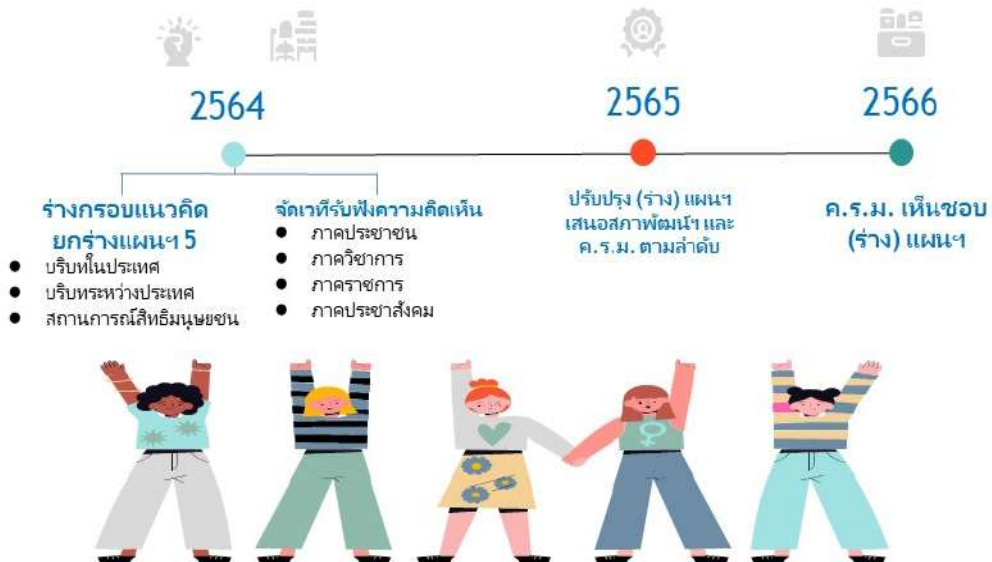 2564
2565
2566
ร่างกรอบแนวคิด
ยกร่างแผนฯ 5
● บริบทในประเทศ
● บริบทระหว่างประเทศ
● สถานการณ์สิทธิมนุษยชน
จัดเวทีรับฟังความคิดเห็น
● ภาคประชาชน
● ภาควิชาการ
● ภาคราชการ
● ภาคประชาสังคม
ปรับปรุง (ร่าง) แผนฯ
เสนอสภาพัฒน์ฯ และ
ค.ร.ม. ตามลำดับ
ค.ร.ม. เห็นชอบ
(ร่าง) แผนฯ